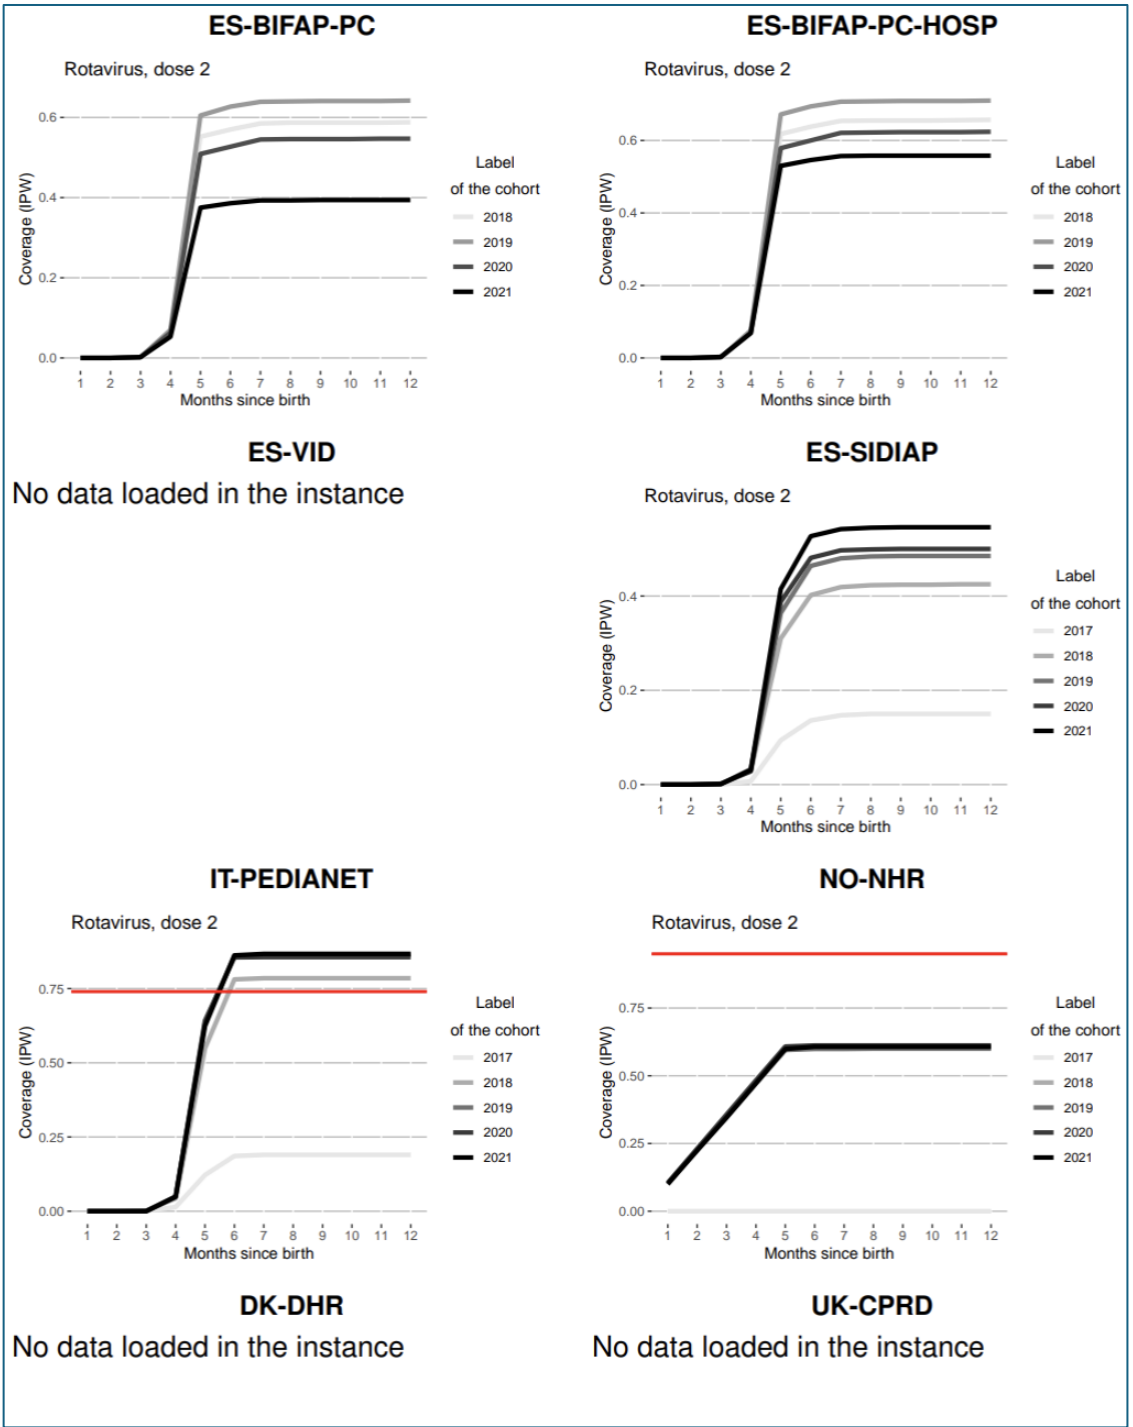 ES-BIFAP-PC
Rotavirus, dose 2
Coverage (IPW)
0.6
0.4
0.2
0.0
1 2 3 4 5 6 7 8 9 10 11 12
Months since birth
Label
of the cohort
2018
2019
2020
2021
ES-BIFAP-PC-HOSP
Rotavirus, dose 2
Coverage (IPW)
0.6
0.4
0.2
0.0
1 2 3 4 5 6 7 8 9 10 11 12
Months since birth
Label
of the cohort
2018
2019
2020
2021
ES-VID
No data loaded in the instance
ES-SIDIAP
Rotavirus, dose 2
Coverage (IPW)
0.4
0.2
0.0
1 2 3 4 5 6 7 8 9 10 11 12
Months since birth
Label
of the cohort
2017
2018
2019
2020
2021
IT-PEDIANET
Rotavirus, dose 2
Coverage (IPW)
0.75
0.50
0.25
0.00
1 2 3 4 5 6 7 8 9 10 11 12
Months since birth
Label
of the cohort
2017
2018
2019
2020
2021
NO-NHR
Rotavirus, dose 2
Coverage (IPW)
0.75
0.50
0.25
0.00
1 2 3 4 5 6 7 8 9 10 11 12
Months since birth
Label
of the cohort
2017
2018
2019
2020
2021
DK-DHR
No data loaded in the instance
UK-CPRD
No data loaded in the instance